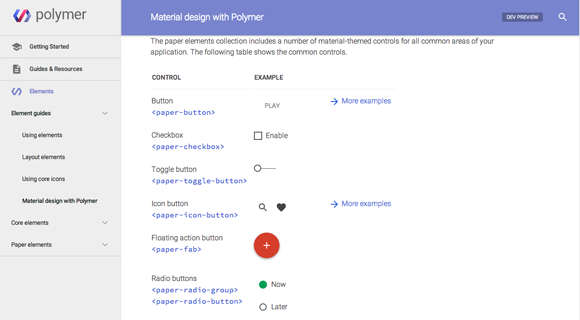 polymer
Material design with Polymer
DEV PREVIEW
Getting Started
Guides & Resources
Elements
Element guides
Using elements
Layout elements
Using core icons
Material design with Polymer
Core elements
Paper elements
The paper elements collection includes a number of material-themed controls for all common areas of your
application. The following table shows the common controls.
CONTROL EXAMPLE
Button PLAY More examples
<paper-button>
Checkbox Enable
<paper-checkbox>
Toggle button
<paper-toggle-button>
Icon button More examples
<paper-icon-button>
Floating action button
<paper-fab>
Radio buttons Now
<paper-radio-group>
<paper-radio-button> Later